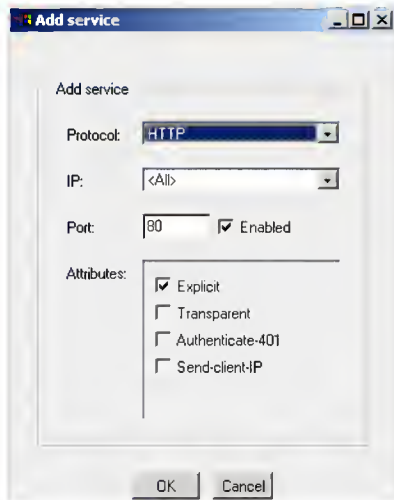 Add service
Add service
Protocol: HTTP
IP: <All>
Port: 80 Enabled
Attributes:
Explicit
Transparent
Authenticate-401
Send-client-IP
OK Cancel